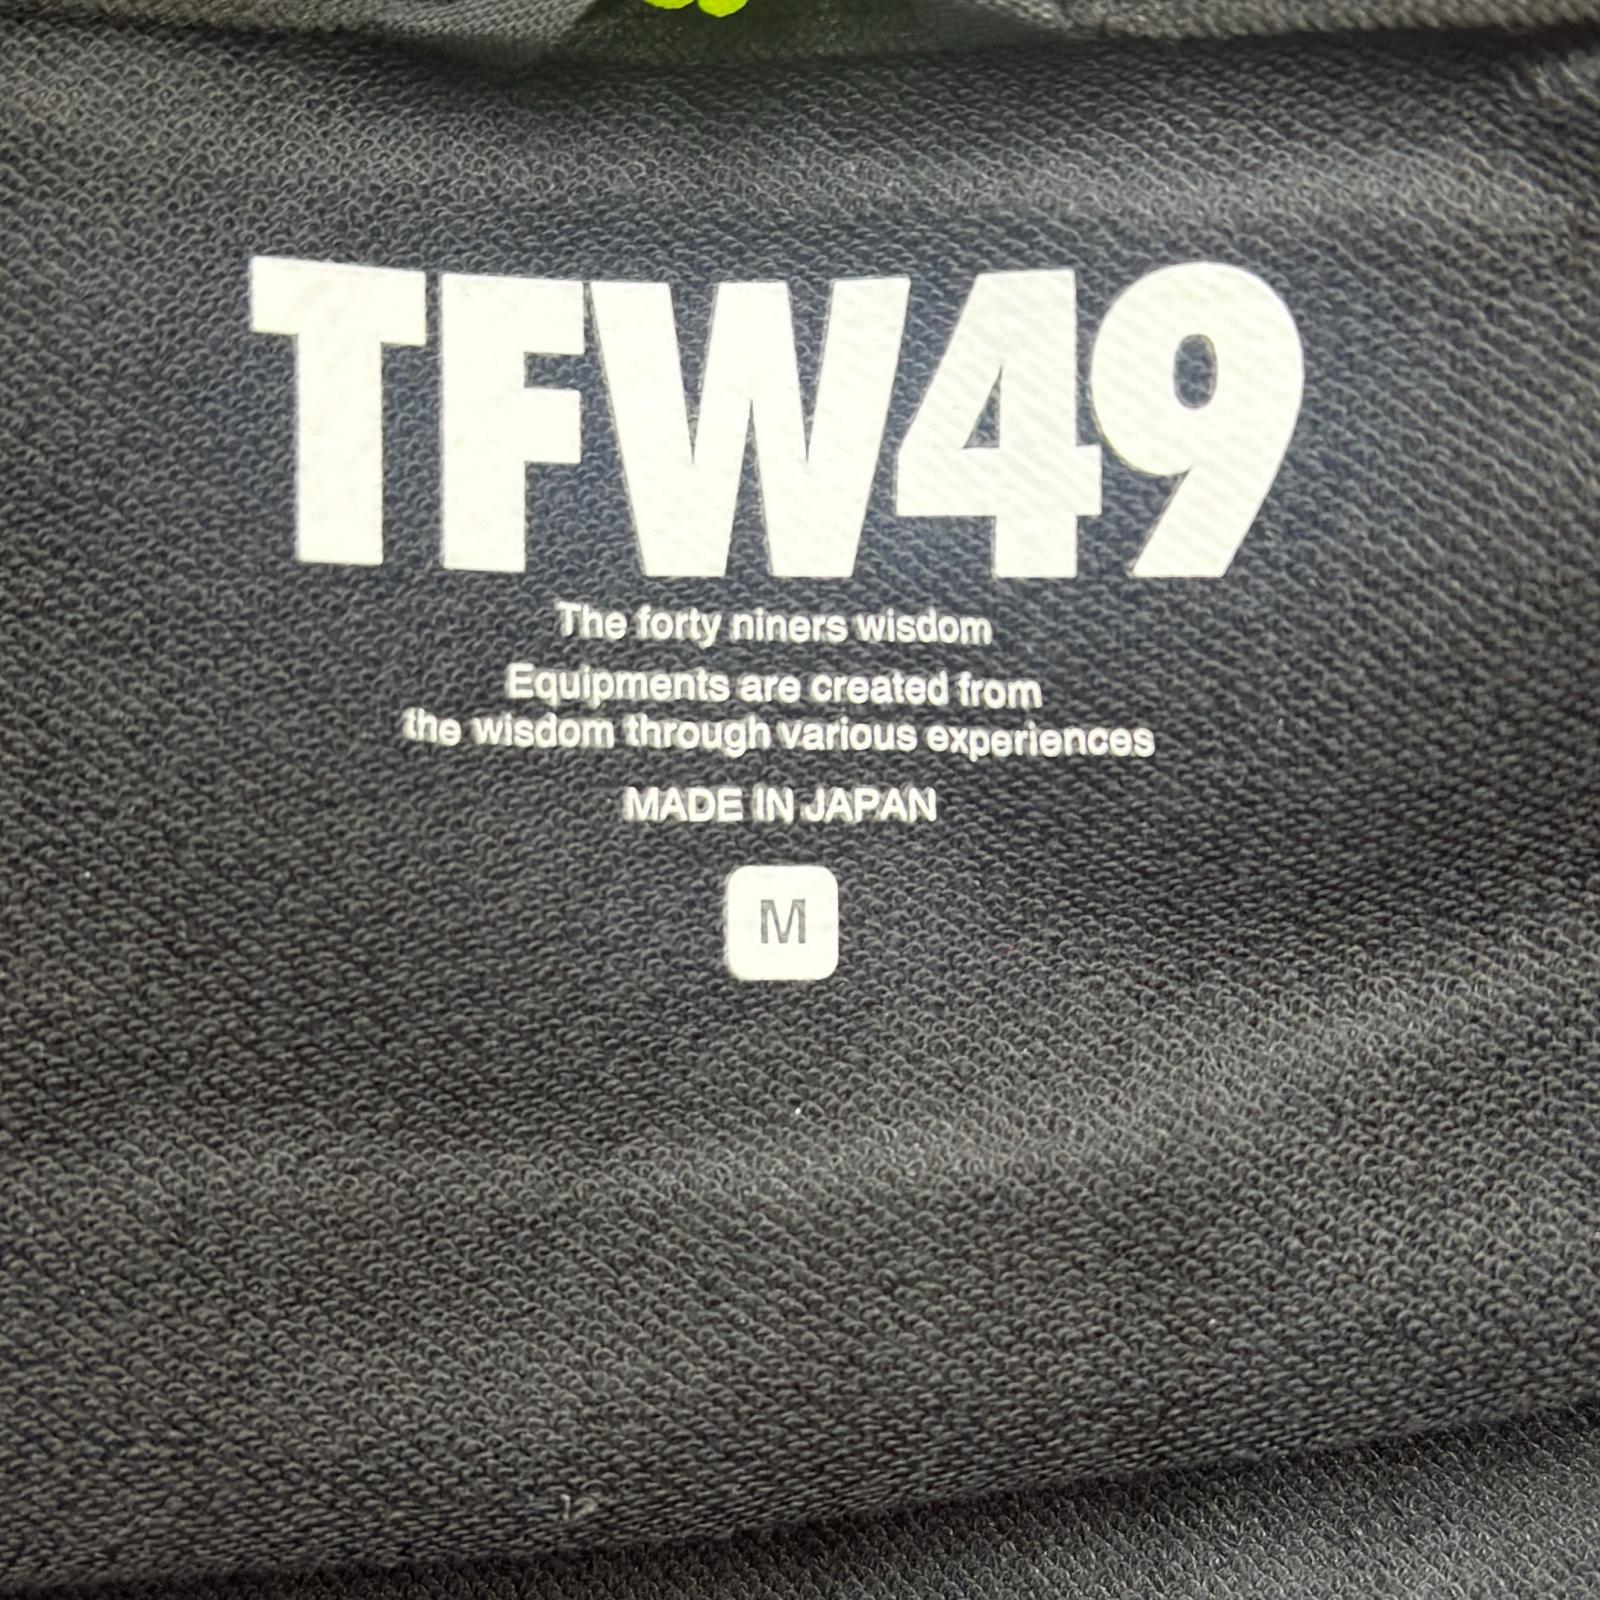 TFW49
The forty niners wisdom
Equipments are created from
the wisdom through various experiences
MADE IN JAPAN
M